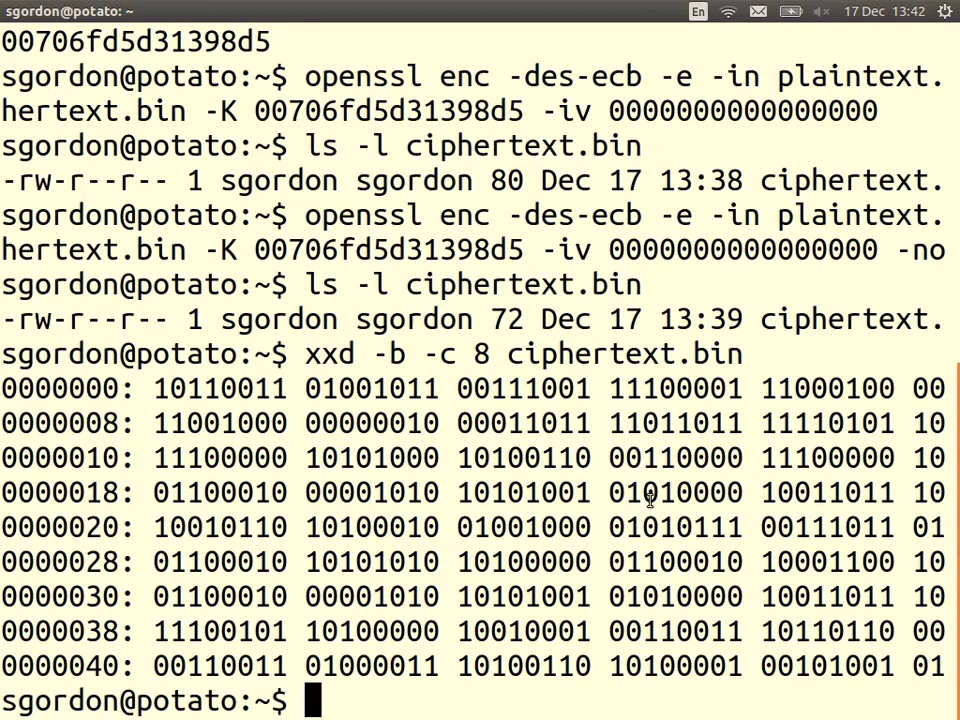 sgordon@potato: ~
En
17 Dec 13:42
00706fd5d31398d5
sgordon@potato:~$ openssl enc -des-ecb -e -in plaintext.
hertext.bin -K 00706fd5d31398d5 -iv 0000000000000000
sgordon@potato:~$ ls -l ciphertext.bin
-rw-r--r-- 1 sgordon sgordon 80 Dec 17 13:38 ciphertext.
sgordon@potato:~$ openssl enc -des-ecb -e -in plaintext.
hertext.bin -K 00706fd5d31398d5 -iv 0000000000000000 -no
sgordon@potato:~$ ls -l ciphertext.bin
-rw-r--r-- 1 sgordon sgordon 72 Dec 17 13:39 ciphertext.
sgordon@potato:~$ xxd -b -c 8 ciphertext.bin
0000000: 10110011 01001011 00111001 11100001 11000100 00
0000008: 11001000 00000010 00011011 11011011 11110101 10
0000010: 11100000 10101000 10100110 00110000 11100000 10
0000018: 01100010 00001010 10101001 01010000 10011011 10
0000020: 10010110 10100010 01001000 01010111 00111011 01
0000028: 01100010 10101010 10100000 01100010 10001100 10
0000030: 01100010 00001010 10101001 01010000 10011011 10
0000038: 11100101 10100000 10010001 00110011 10110110 00
0000040: 00110011 01000011 10100110 10100001 00101001 01
sgordon@potato:~$